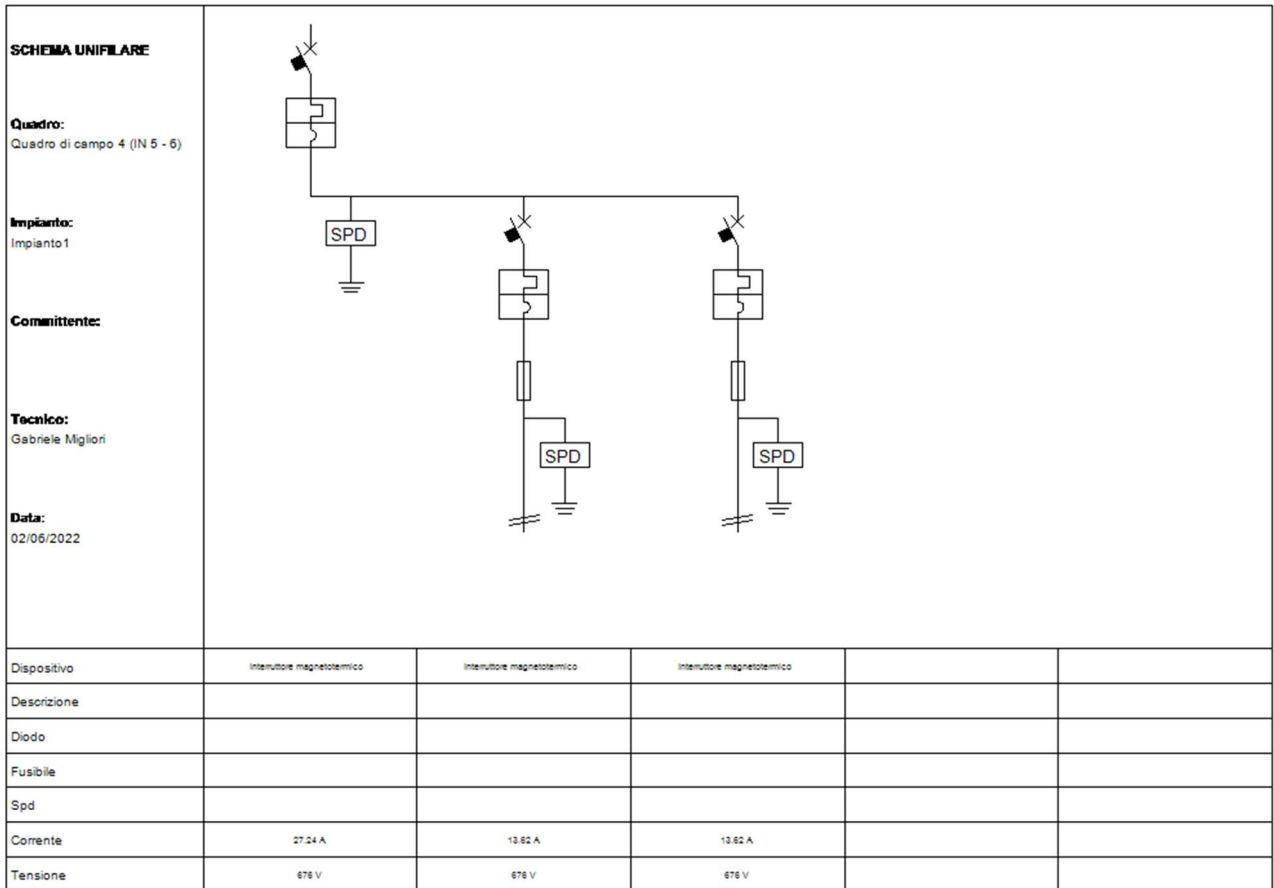 SCHEMA UNIFILARE
Quadro:
Quadro di campo 4 (IN 5 - 6)
Impianto:
Impianto1
Committente:
Tecnico:
Gabriele Migliori
Data:
02/06/2022
SPD
SPD
SPD
Dispositivo Interruttore magnetotermico Interruttore magnetotermico Interruttore magnetotermico
Descrizione
Diodo
Fusibile
Spd
Corrente 27.24 A 13.62 A 13.62 A
Tensione 676 V 676 V 676 V